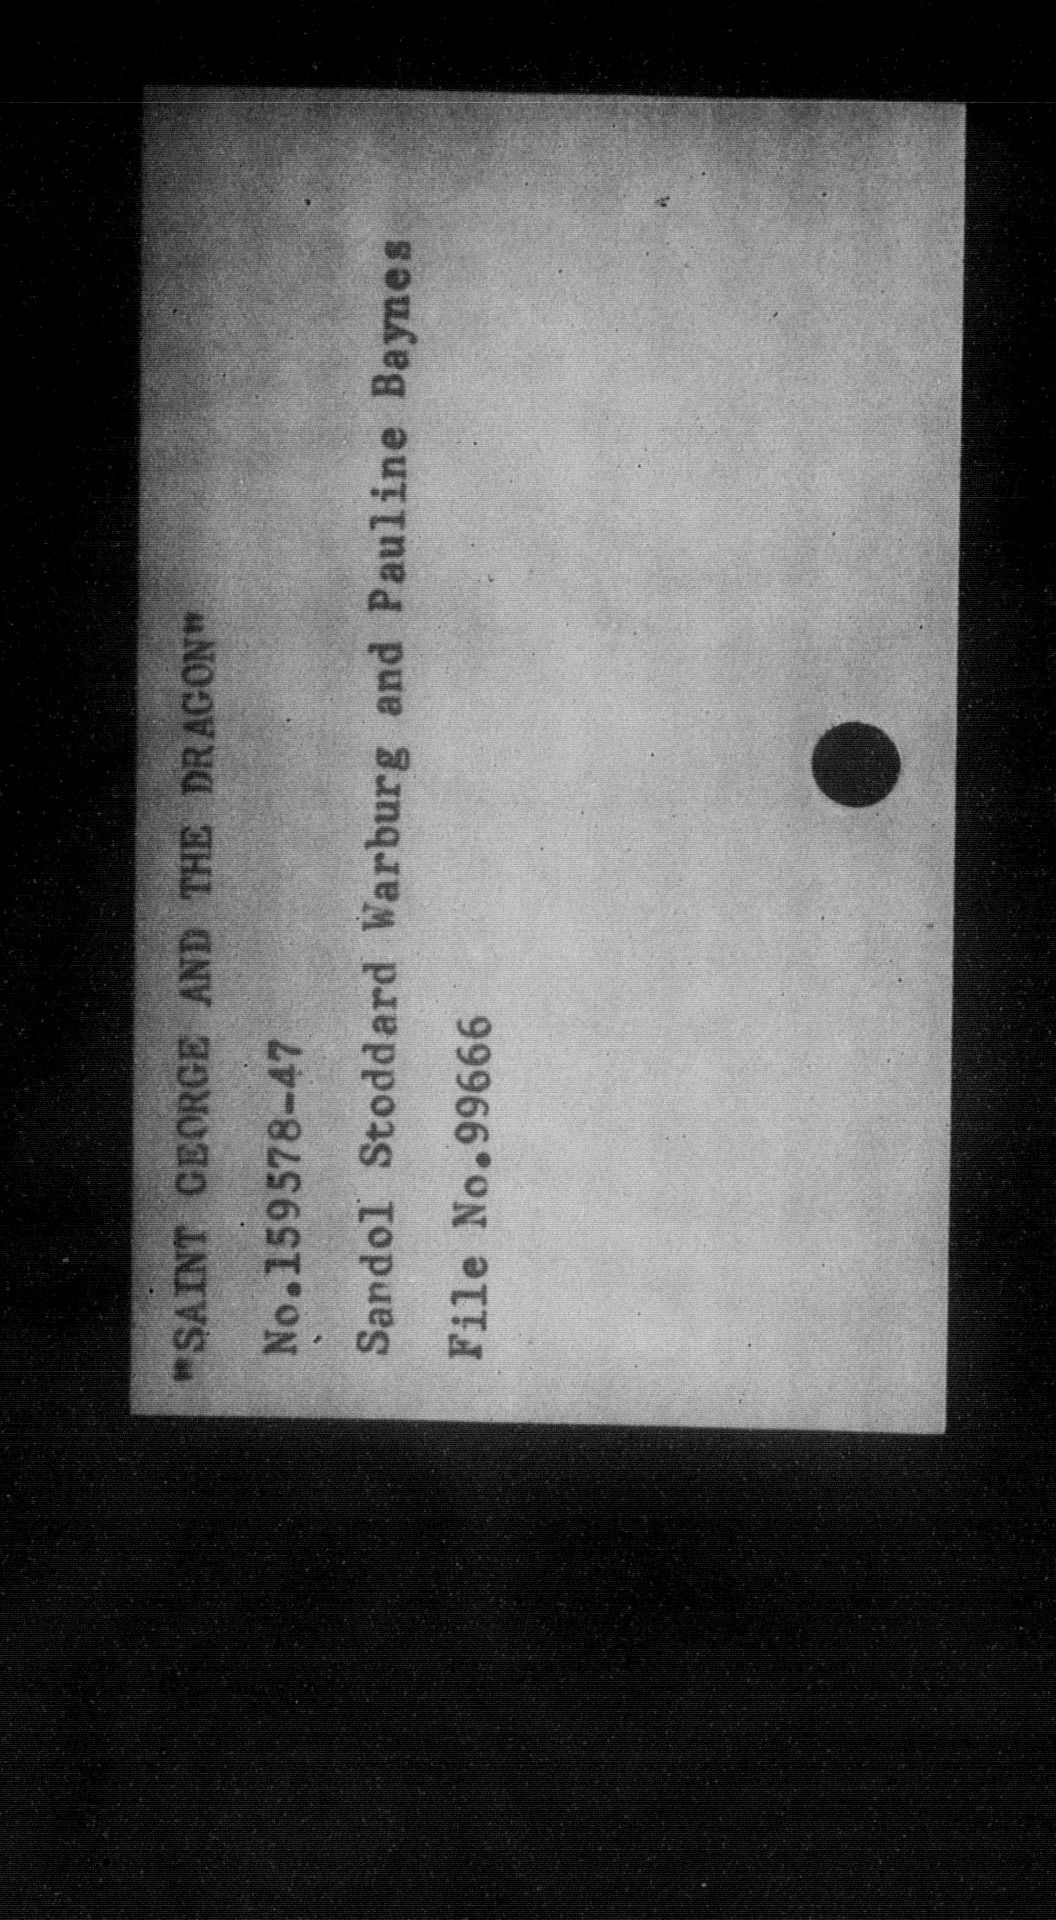 "SAINT GEORGE AND THE DRAGON"
No.159578-47
Sandol Stoddard Warburg and Pauline Baynes
File No.99666